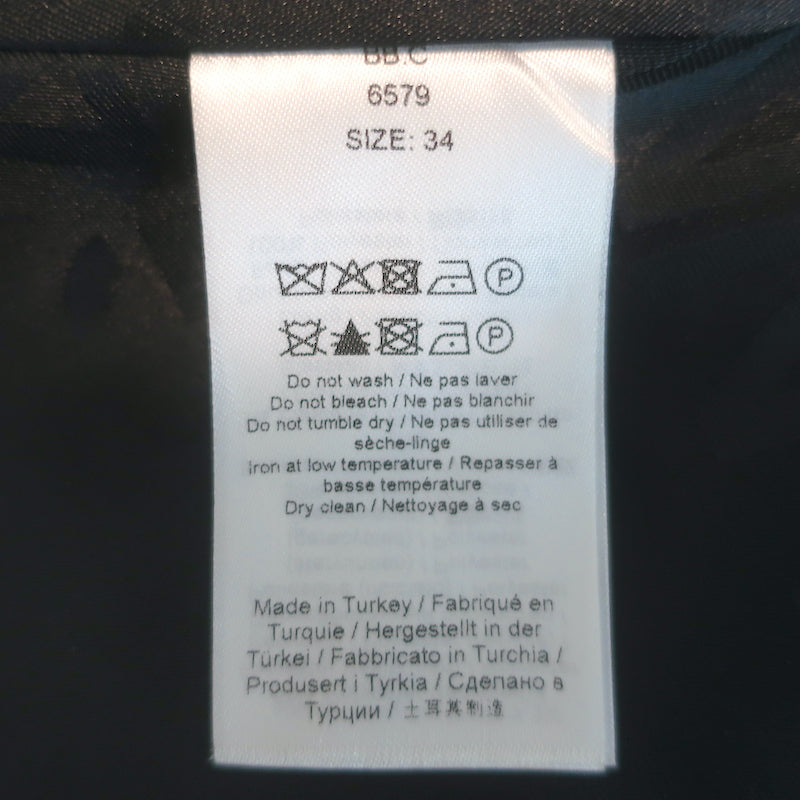 BB.C
6579
SIZE: 34
P
P
Do not wash / Ne pas laver
Do not bleach / Ne pas blanchir
Do not tumble dry / Ne pas utiliser de
sèche-linge
Iron at low temperature / Repasser à
basse température
Dry clean / Nettoyage à sec
Made in Turkey / Fabriqué en
Turquie / Hergestellt in der
Türkei / Fabbricato in Turchia /
Produsert i Tyrkia / Сделано в
Турции / 土耳其制造